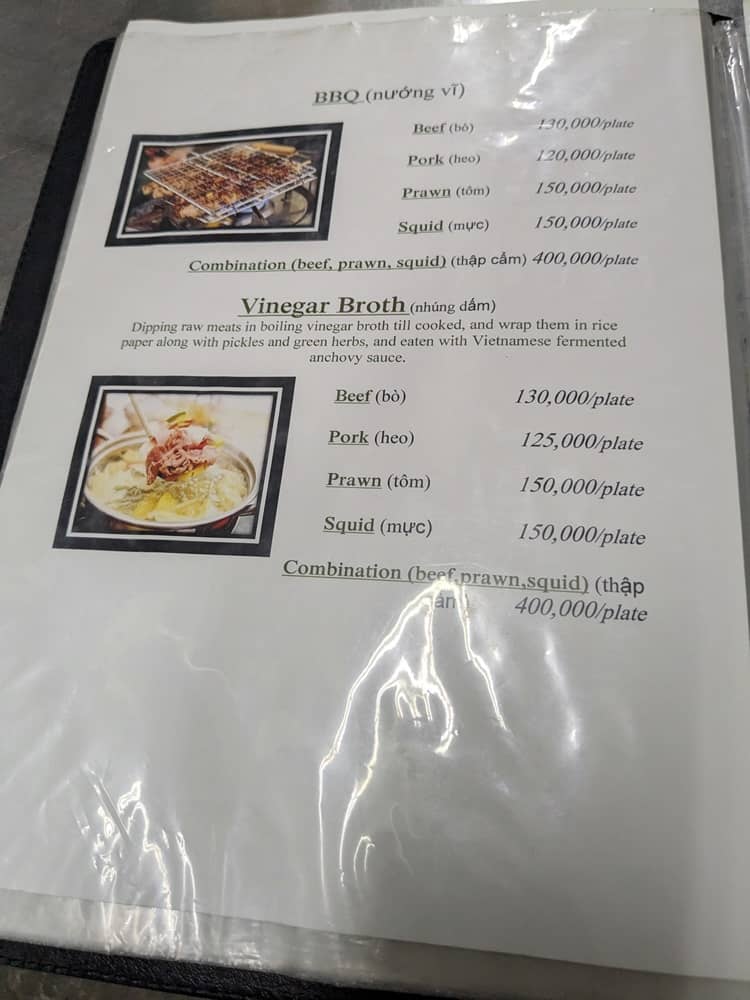 BBQ (nướng vĩ)
Beef (bò) 130,000/plate
Pork (heo) 120,000/plate
Prawn (tôm) 150,000/plate
Squid (mực) 150,000/plate
Combination (beef, prawn, squid) (thập cẩm) 400,000/plate
Vinegar Broth (nhúng dấm)
Dipping raw meats in boiling vinegar broth till cooked, and wrap them in rice
paper along with pickles and green herbs, and eaten with Vietnamese fermented
anchovy sauce.
Beef (bò) 130,000/plate
Pork (heo) 125,000/plate
Prawn (tôm) 150,000/plate
Squid (mực) 150,000/plate
Combination (beef,prawn,squid) (thập
400,000/plate